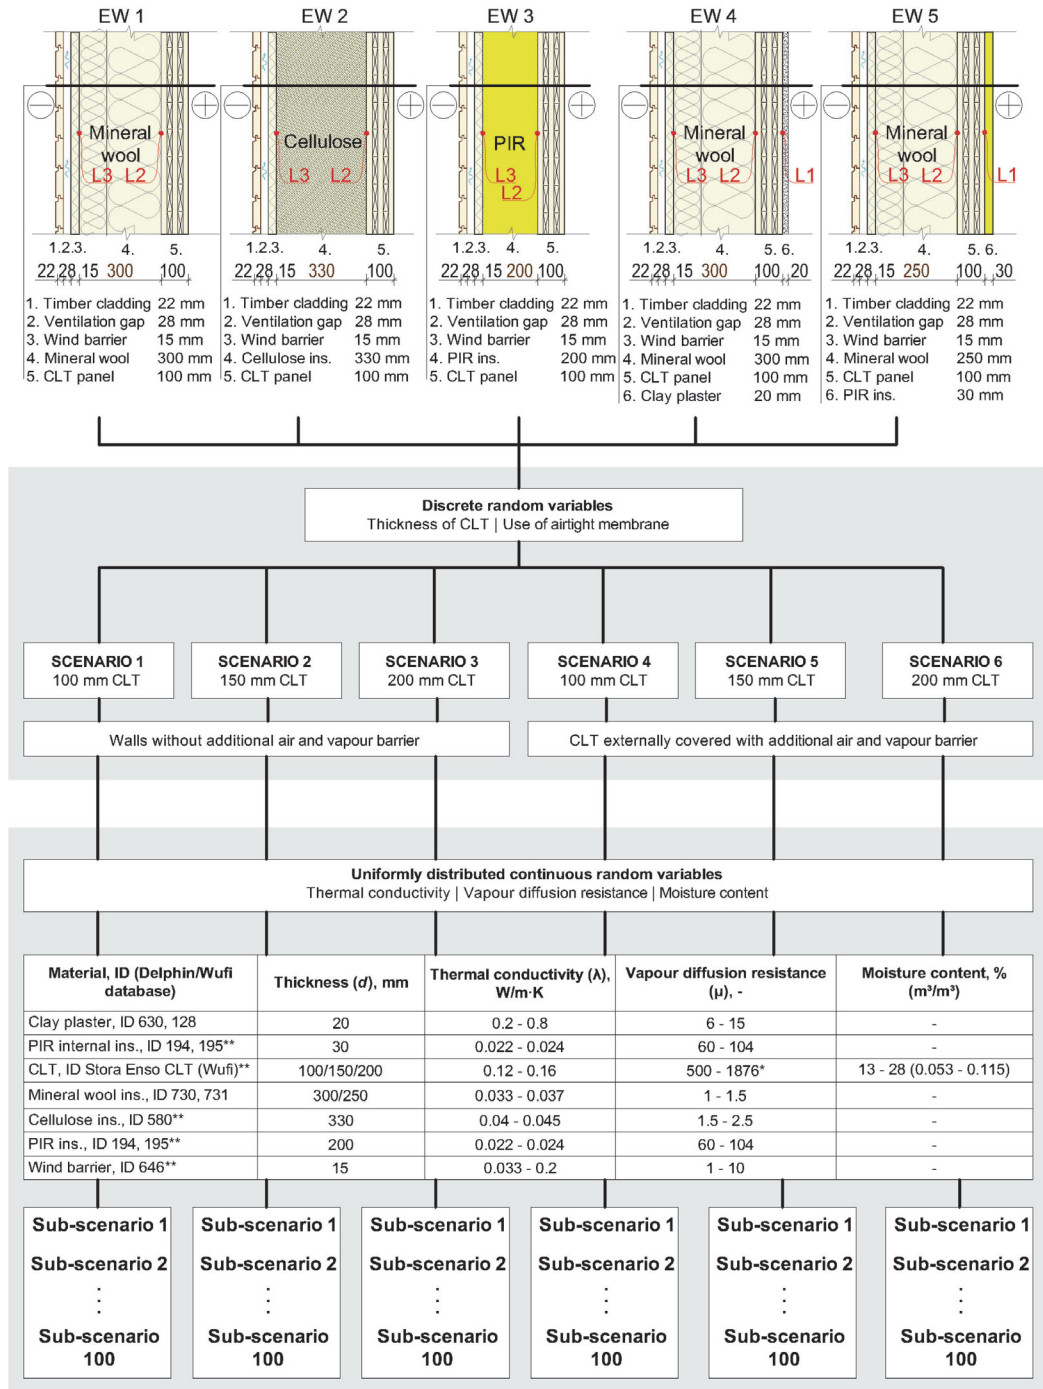 EW 1
EW 2
EW 3
EW 4
EW 5
Mineral
wool
L3 L2
Cellulose
L3 L2
PIR
L3
L2
Mineral
wool
L3 L2
L1
Mineral
wool
L3 L2
L1
1.2.3. 4. 5.
22 28 15 300 100
1. Timber cladding 22 mm
2. Ventilation gap 28 mm
3. Wind barrier 15 mm
4. Mineral wool 300 mm
5. CLT panel 100 mm
1.2.3. 4. 5.
22 28 15 330 100
1. Timber cladding 22 mm
2. Ventilation gap 28 mm
3. Wind barrier 15 mm
4. Cellulose ins. 330 mm
5. CLT panel 100 mm
1.2.3. 4. 5.
22 28 15 200 100
1. Timber cladding 22 mm
2. Ventilation gap 28 mm
3. Wind barrier 15 mm
4. PIR ins. 200 mm
5. CLT panel 100 mm
1.2.3. 4. 5. 6.
22 28 15 300 100 20
1. Timber cladding 22 mm
2. Ventilation gap 28 mm
3. Wind barrier 15 mm
4. Mineral wool 300 mm
5. CLT panel 100 mm
6. Clay plaster 20 mm
1.2.3. 4. 5. 6.
22 28 15 250 100 30
1. Timber cladding 22 mm
2. Ventilation gap 28 mm
3. Wind barrier 15 mm
4. Mineral wool 250 mm
5. CLT panel 100 mm
6. PIR ins. 30 mm
Discrete random variables
Thickness of CLT | Use of airtight membrane
SCENARIO 1
100 mm CLT
SCENARIO 2
150 mm CLT
SCENARIO 3
200 mm CLT
SCENARIO 4
100 mm CLT
SCENARIO 5
150 mm CLT
SCENARIO 6
200 mm CLT
Walls without additional air and vapour barrier
CLT externally covered with additional air and vapour barrier
Uniformly distributed continuous random variables
Thermal conductivity | Vapour diffusion resistance | Moisture content
Material, ID (Delphin/Wufi
database)
Thickness (d), mm
Thermal conductivity (λ),
W/m·K
Vapour diffusion resistance
(μ), -
Moisture content, %
(m³/m³)
Clay plaster, ID 630, 128 20 0.2 - 0.8 6 - 15 -
PIR internal ins., ID 194, 195** 30 0.022 - 0.024 60 - 104 -
CLT, ID Stora Enso CLT (Wufi)** 100/150/200 0.12 - 0.16 500 - 1876* 13 - 28 (0.053 - 0.115)
Mineral wool ins., ID 730, 731 300/250 0.033 - 0.037 1 - 1.5 -
Cellulose ins., ID 580** 330 0.04 - 0.045 1.5 - 2.5 -
PIR ins., ID 194, 195** 200 0.022 - 0.024 60 - 104 -
Wind barrier, ID 646** 15 0.033 - 0.2 1 - 10 -
Sub-scenario 1
Sub-scenario 2
Sub-scenario
100
Sub-scenario 1
Sub-scenario 2
Sub-scenario
100
Sub-scenario 1
Sub-scenario 2
Sub-scenario
100
Sub-scenario 1
Sub-scenario 2
Sub-scenario
100
Sub-scenario 1
Sub-scenario 2
Sub-scenario
100
Sub-scenario 1
Sub-scenario 2
Sub-scenario
100